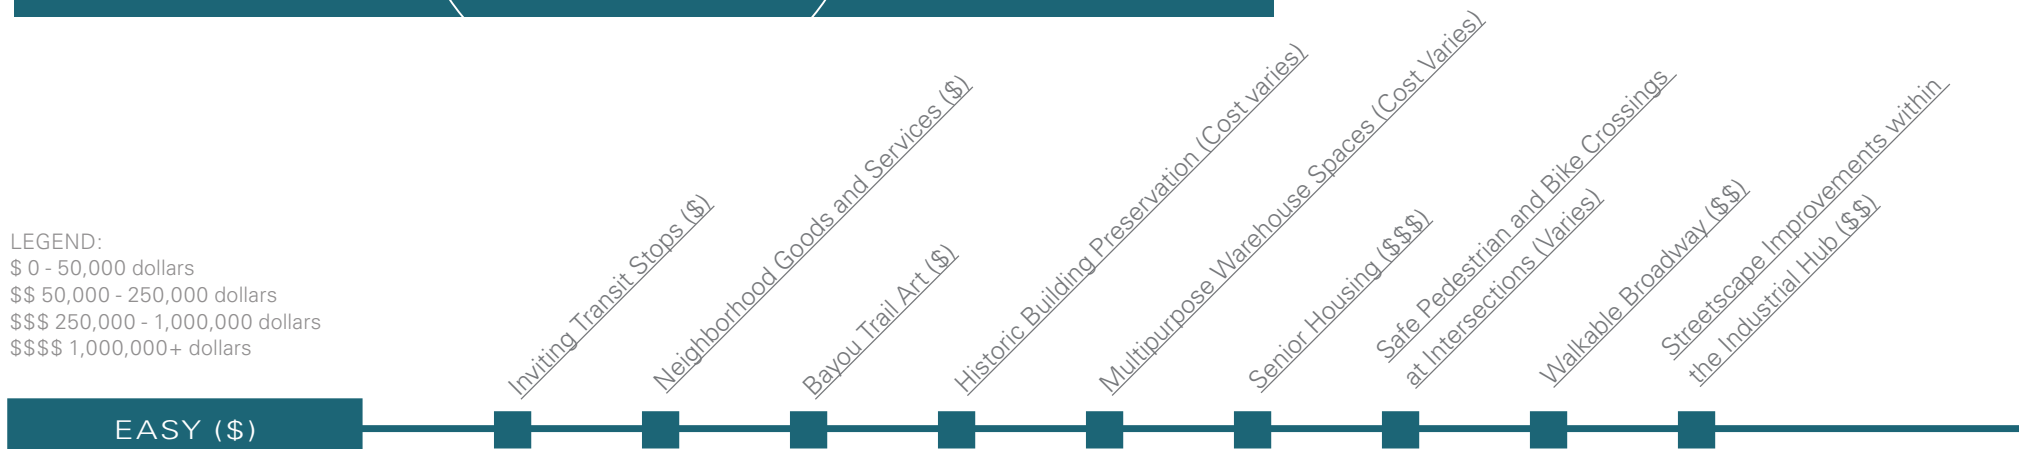 LEGEND:
$ 0 - 50,000 dollars
$$ 50,000 - 250,000 dollars
$$$ 250,000 - 1,000,000 dollars
$$$$ 1,000,000+ dollars
EASY ($)
Inviting Transit Stops ($)
Neighborhood Goods and Services ($)
Bayou Trail Art ($)
Historic Building Preservation (Cost varies)
Multipurpose Warehouse Spaces (Cost Varies)
Senior Housing ($$$)
Safe Pedestrian and Bike Crossings
at Intersections (Varies)
Walkable Broadway ($$)
Streetscape Improvements within
the Industrial Hub ($$)